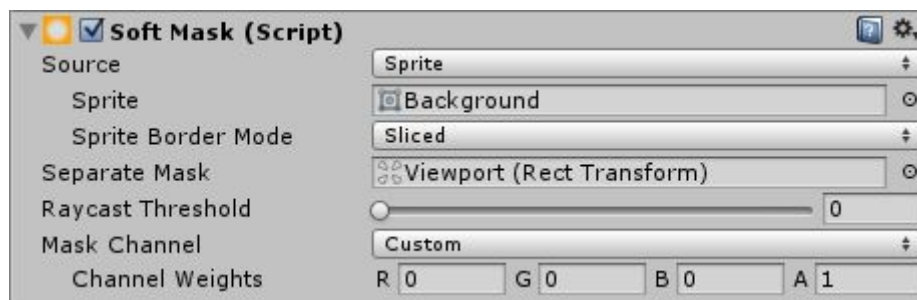 Soft Mask (Script)
Source Sprite
Sprite Background
Sprite Border Mode Sliced
Separate Mask Viewport (Rect Transform)
Raycast Threshold 0
Mask Channel Custom
Channel Weights R 0 G 0 B 0 A 1